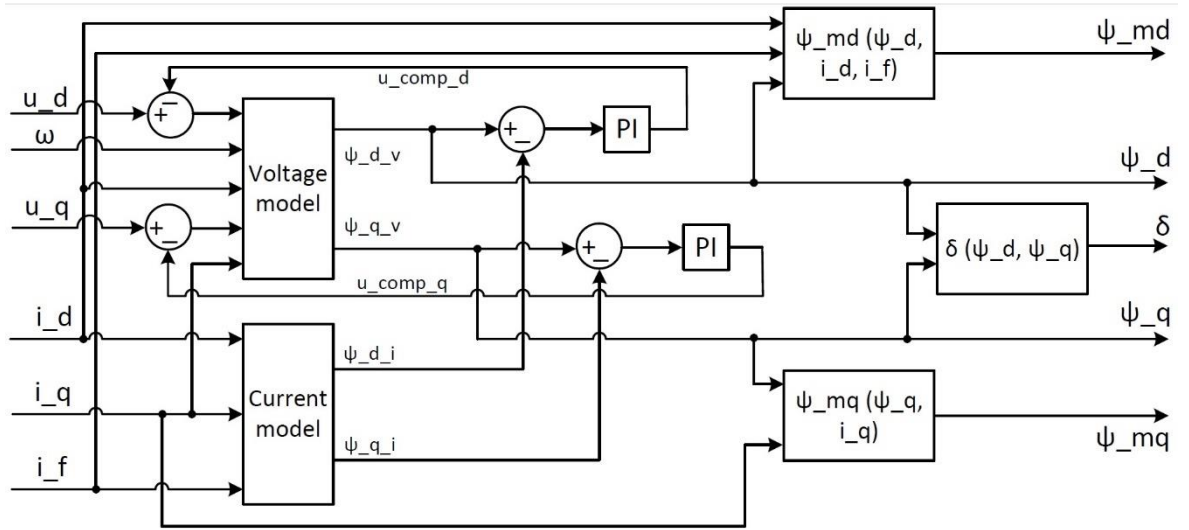 ψ_md (ψ_d,
i_d, i_f)
ψ_md
u_comp_d
u_d
−
+
+
−
PI
ω
ψ_d_v
Voltage
model
ψ_d
u_q
+
−
ψ_q_v
+
−
PI
δ (ψ_d, ψ_q)
δ
u_comp_q
i_d
ψ_d_i
ψ_q
i_q
Current
model
ψ_mq (ψ_q,
i_q)
ψ_q_i
ψ_mq
i_f